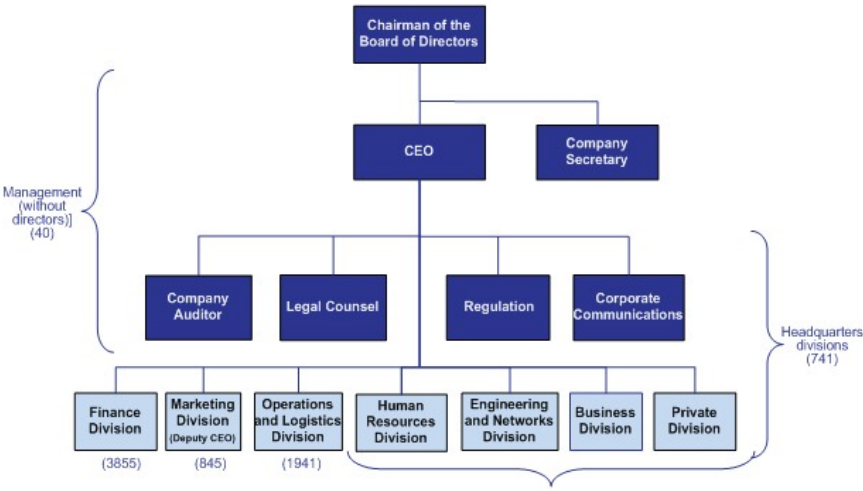 Chairman of the
Board of Directors
CEO
Company
Secretary
Management
(without
directors)]
(40)
Company
Auditor
Legal Counsel
Regulation
Corporate
Communications
Headquarters
divisions
(741)
Finance
Division
Marketing
Division
(Deputy CEO)
Operations
and Logistics
Division
Human
Resources
Division
Engineering
and Networks
Division
Business
Division
Private
Division
(3855)
(845)
(1941)